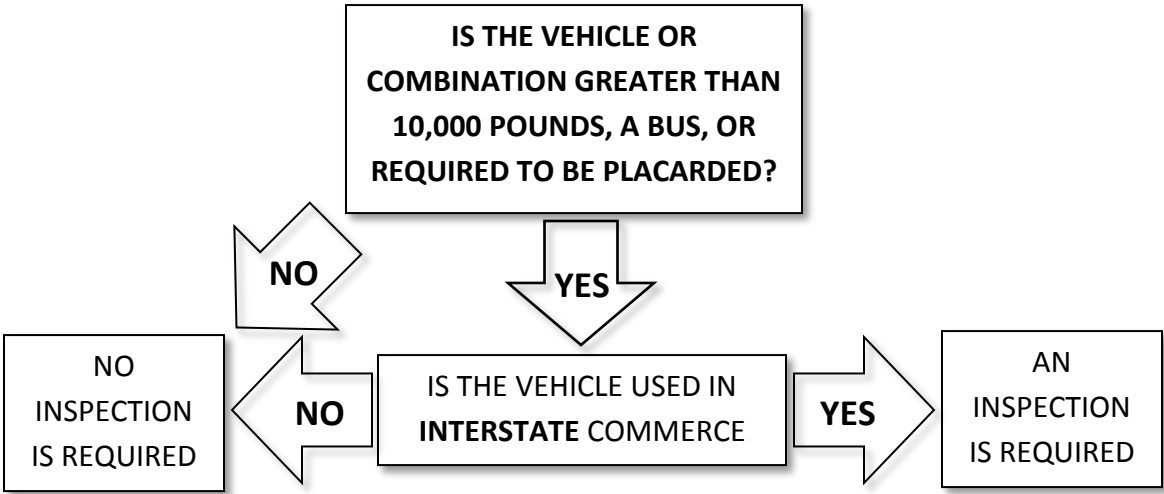 IS THE VEHICLE OR
COMBINATION GREATER THAN
10,000 POUNDS, A BUS, OR
REQUIRED TO BE PLACARDED?
NO
YES
NO
INSPECTION
IS REQUIRED
NO
IS THE VEHICLE USED IN
INTERSTATE COMMERCE
YES
AN
INSPECTION
IS REQUIRED